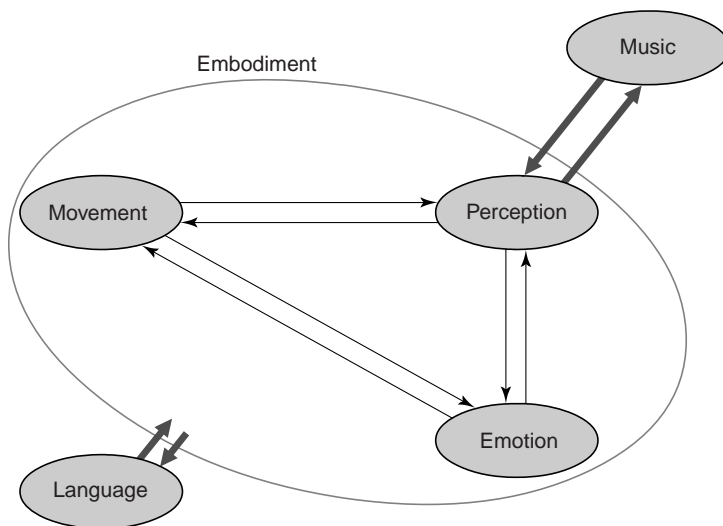 Music
Embodiment
Movement
Perception
Emotion
Language